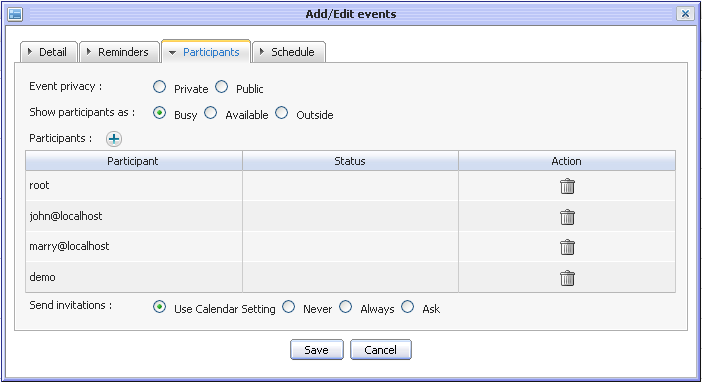 Add/Edit events
Detail Reminders Participants Schedule
Event privacy : Private Public
Show participants as : Busy Available Outside
Participants :
Participant Status Action
root
john@localhost
marry@localhost
demo
Send invitations : Use Calendar Setting Never Always Ask
Save Cancel